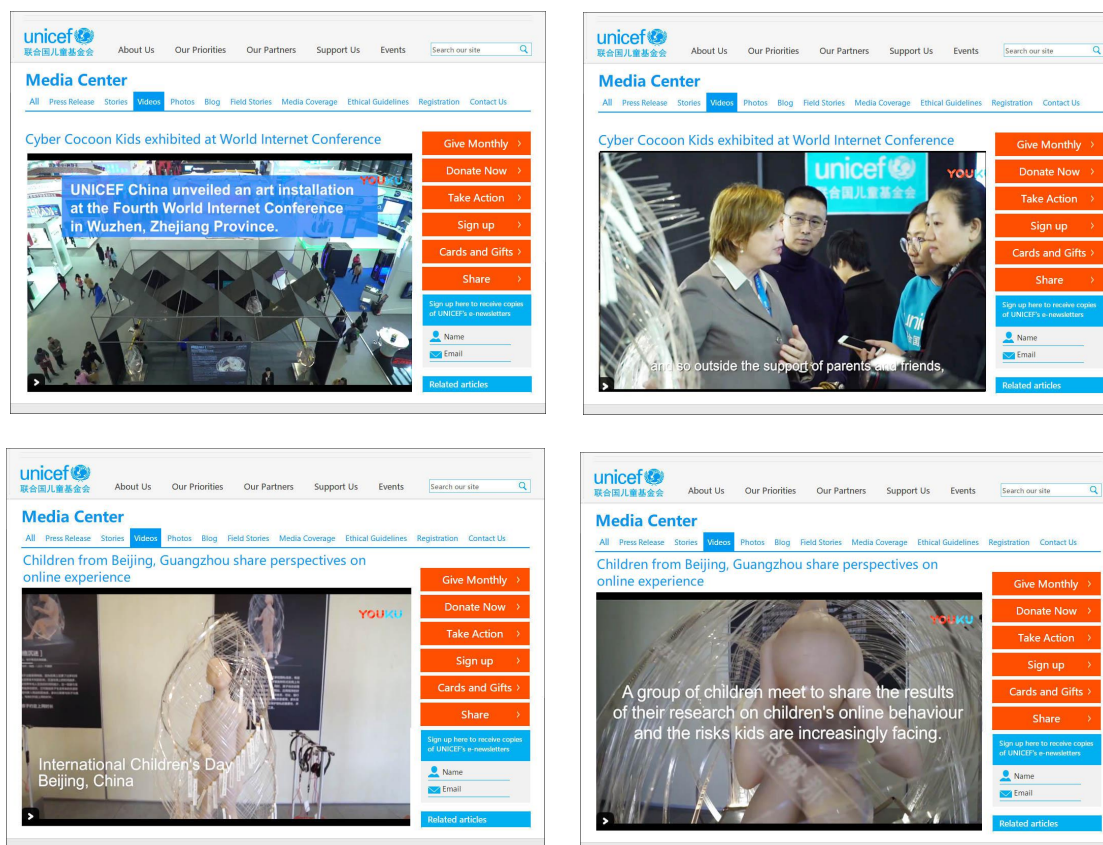 unicef
联合国儿童基金会
About Us Our Priorities Our Partners Support Us Events Search our site
Media Center
All Press Release Stories Videos Photos Blog Field Stories Media Coverage Ethical Guidelines Registration Contact Us
Cyber Cocoon Kids exhibited at World Internet Conference
YOUKU
UNICEF China unveiled an art installation
at the Fourth World Internet Conference
in Wuzhen, Zhejiang Province.
Give Monthly
Donate Now
Take Action
Sign up
Cards and Gifts
Share
Sign up here to receive copies
of UNICEF's e-newsletters
Name
Email
Related articles
unicef
联合国儿童基金会
About Us Our Priorities Our Partners Support Us Events Search our site
Media Center
All Press Release Stories Videos Photos Blog Field Stories Media Coverage Ethical Guidelines Registration Contact Us
Cyber Cocoon Kids exhibited at World Internet Conference
unicef
合国儿童基金会
YOUK
unic
and so outside the support of parents and friends,
Give Monthly
Donate Now
Take Action
Sign up
Cards and Gifts
Share
Sign up here to receive copies
of UNICEF's e-newsletters
Name
Email
Related articles
unicef
联合国儿童基金会
About Us Our Priorities Our Partners Support Us Events Search our site
Media Center
All Press Release Stories Videos Photos Blog Field Stories Media Coverage Ethical Guidelines Registration Contact Us
Children from Beijing, Guangzhou share perspectives on
online experience
YOUKU
International Children's Day
Beijing, China
Give Monthly
Donate Now
Take Action
Sign up
Cards and Gifts
Share
Sign up here to receive copies
of UNICEF's e-newsletters
Name
Email
Related articles
unicef
联合国儿童基金会
About Us Our Priorities Our Partners Support Us Events Search our site
Media Center
All Press Release Stories Videos Photos Blog Field Stories Media Coverage Ethical Guidelines Registration Contact Us
Children from Beijing, Guangzhou share perspectives on
online experience
YOUKU
A group of children meet to share the results
of their research on children's online behaviour
and the risks kids are increasingly facing.
Give Monthly
Donate Now
Take Action
Sign up
Cards and Gifts
Share
Sign up here to receive copies
of UNICEF's e-newsletters
Name
Email
Related articles